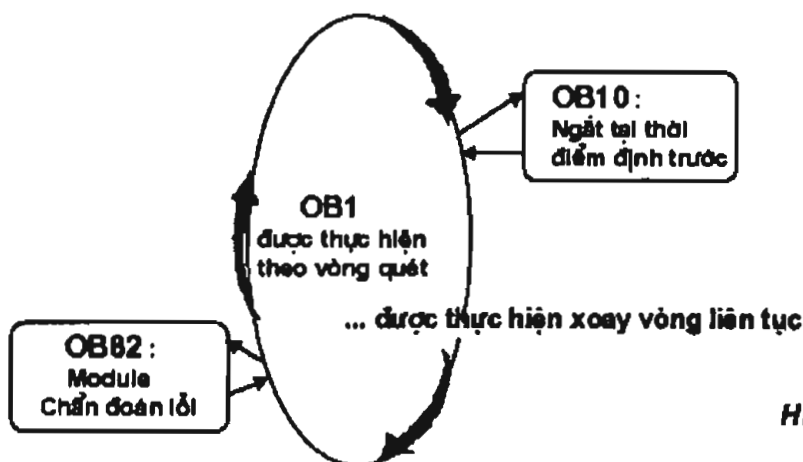 OB10 :
Ngắt tại thời
điểm định trước
OB1
được thực hiện
theo vòng quét
... được thực hiện xoay vòng liên tục
OB82 :
Module
Chẩn đoán lỗi
H